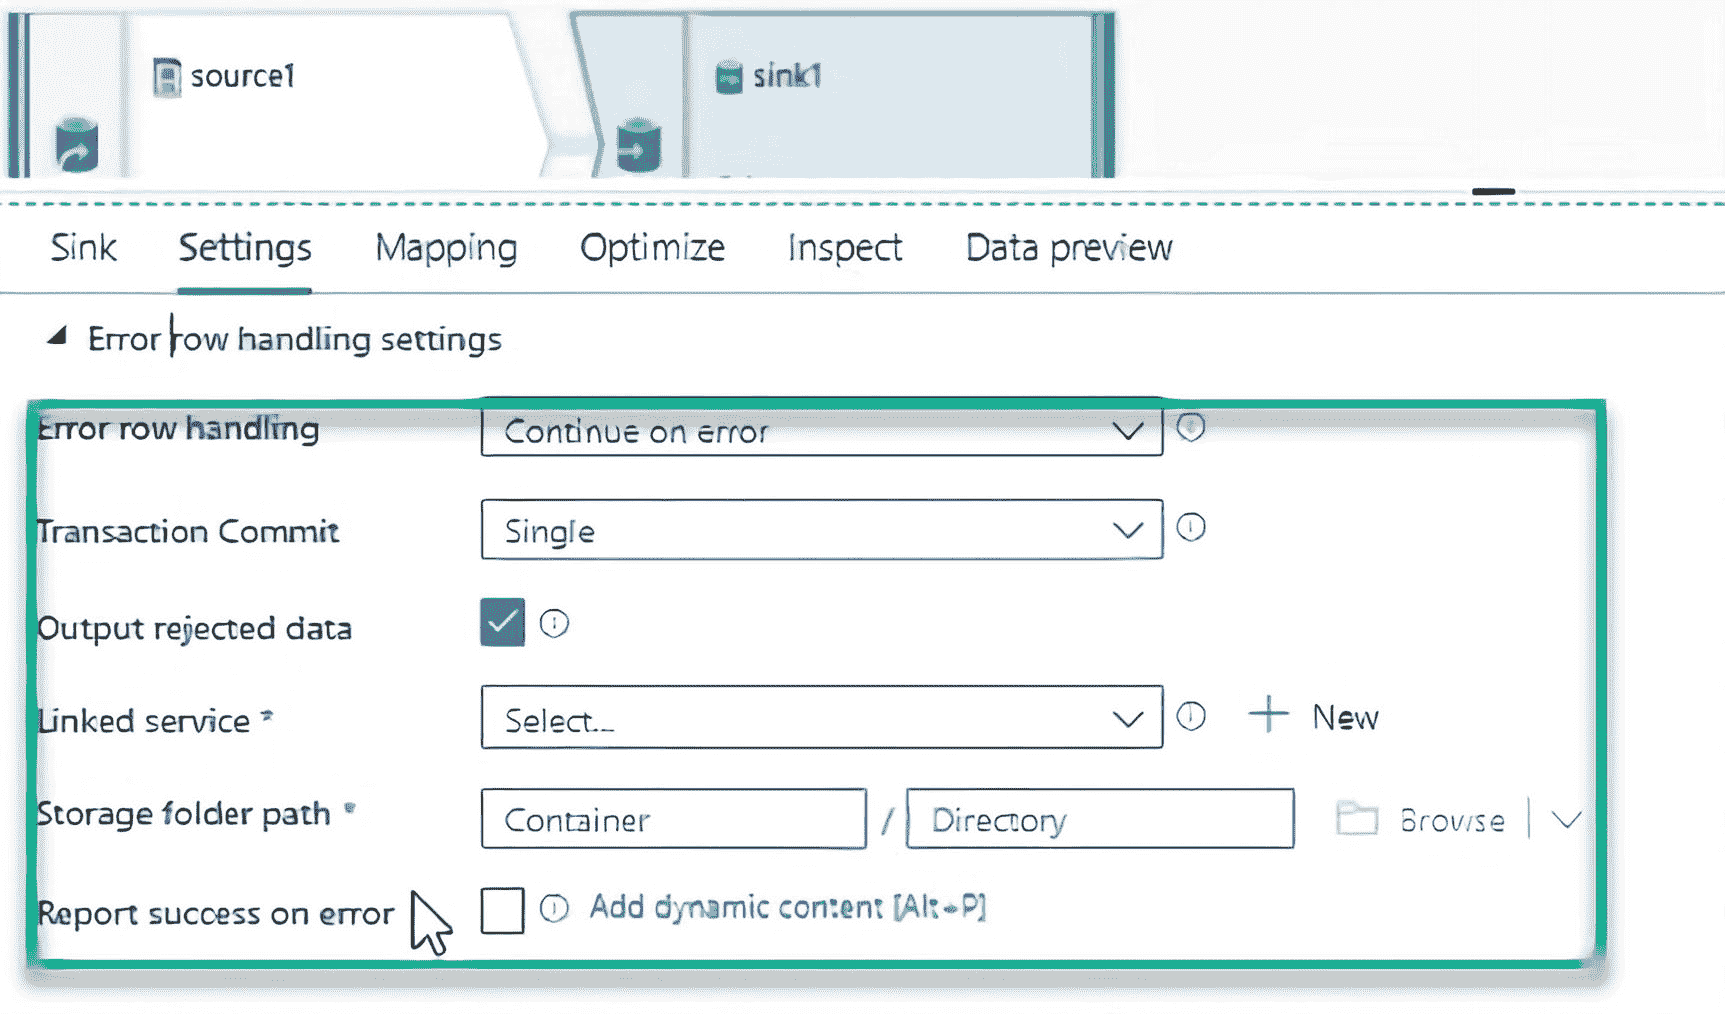 source1
sink1
Sink Settings Mapping Optimize Inspect Data preview
Error row handling settings
Error row handling Continue on error
Transaction Commit Single
Output rejected data
Linked service * Select... New
Storage folder path * Container / Directory Browse
Report success on error Add dynamic content [Alt+P]